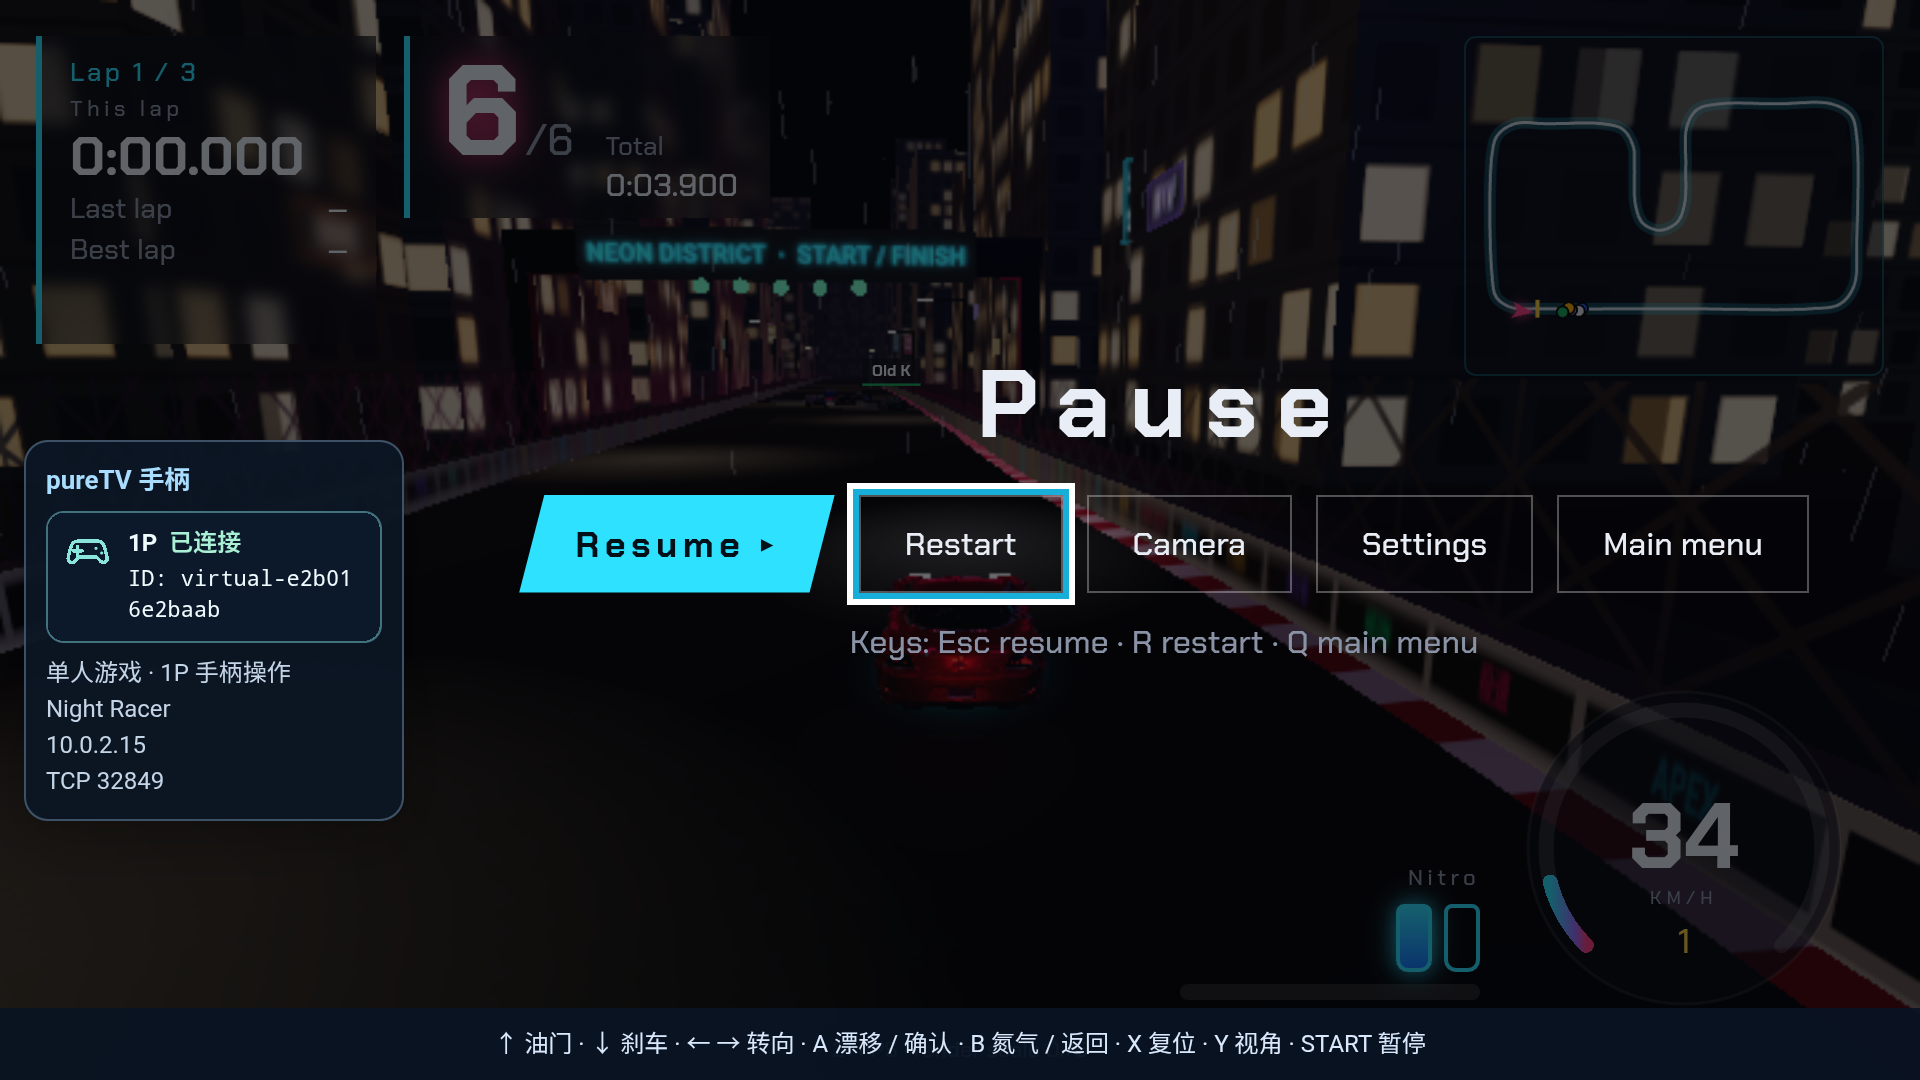 Lap 1 / 3
This lap
0:00.000
Last lap —
Best lap —
6/6
Total
0:03.900
NEON DISTRICT · START / FINISH
Old K
Pause
Resume ▸
Restart
Camera
Settings
Main menu
Keys: Esc resume · R restart · Q main menu
pureTV 手柄
1P 已连接
ID: virtual-e2b01
6e2baab
单人游戏 · 1P 手柄操作
Night Racer
10.0.2.15
TCP 32849
APEX
34
KM/H
1
Nitro
↑ 油门 · ↓ 刹车 · ←→ 转向 · A 漂移 / 确认 · B 氮气 / 返回 · X 复位 · Y 视角 · START 暂停